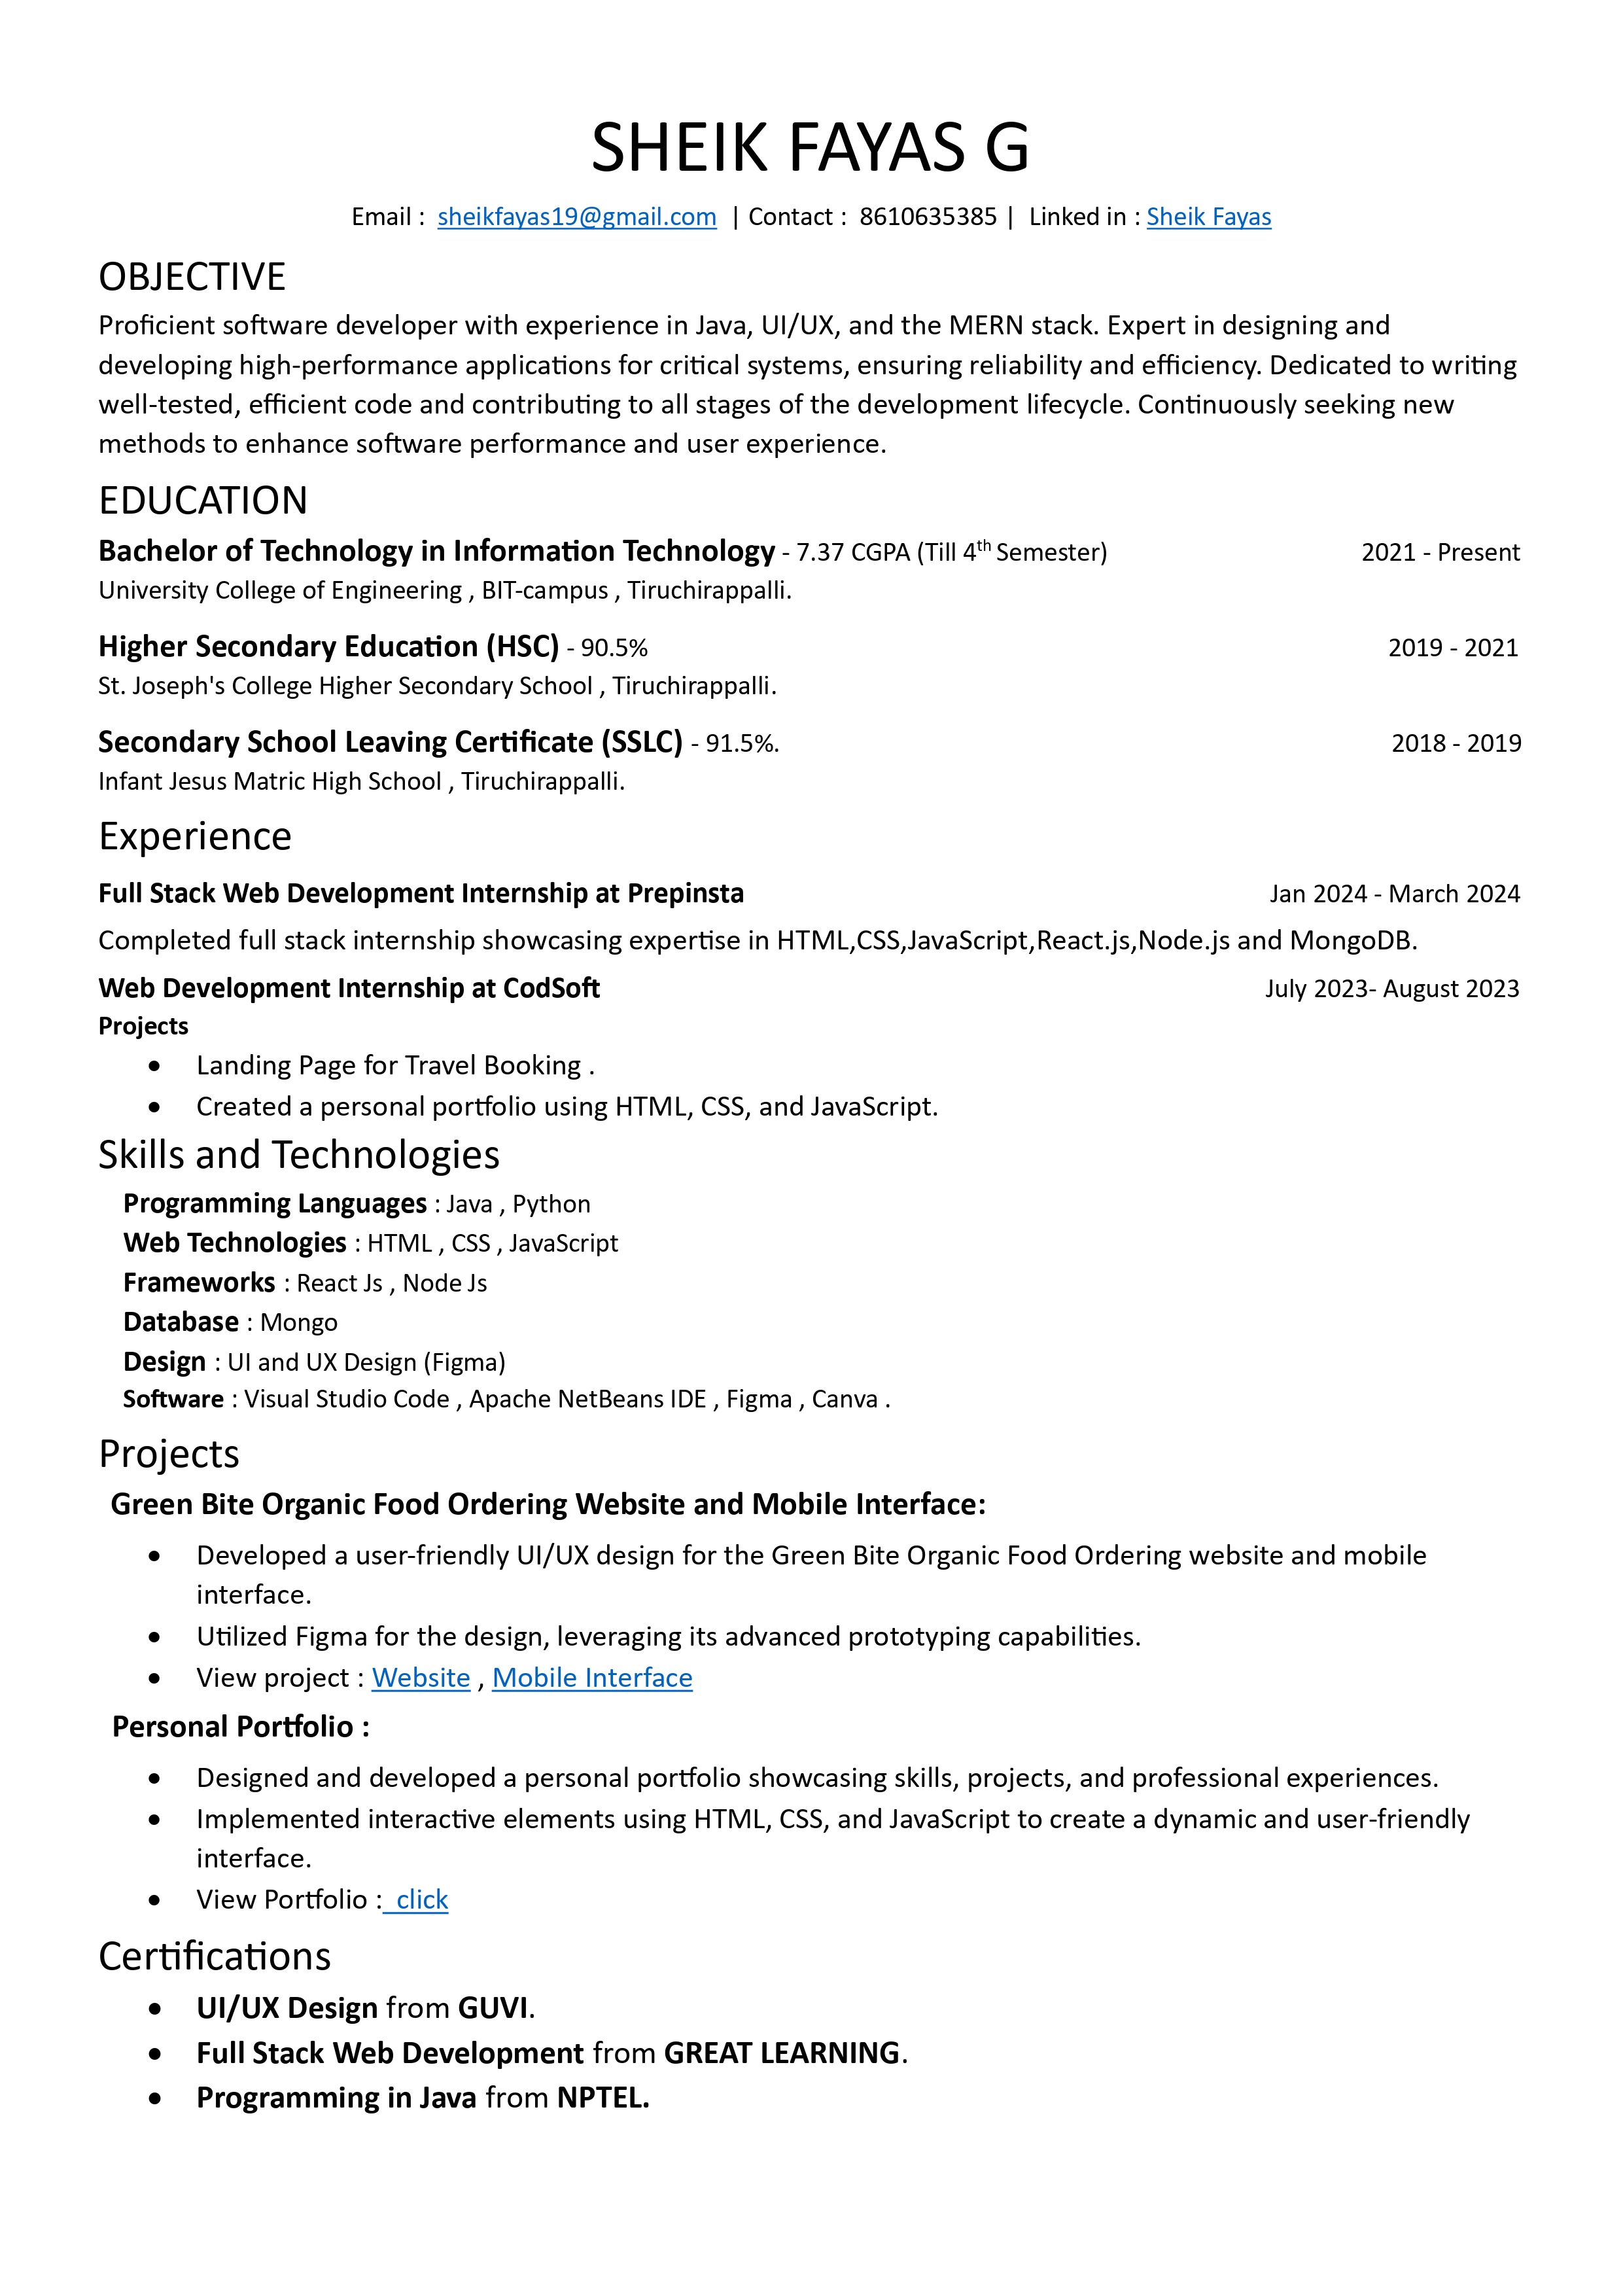 SHEIK FAYAS G
Email :  sheikfayas19@gmail.com  | Contact :  8610635385 |  Linked in : Sheik Fayas
OBJECTIVE
Proficient software developer with experience in Java, UI/UX, and the MERN stack. Expert in designing and
developing high-performance applications for critical systems, ensuring reliability and efficiency. Dedicated to writing
well-tested, efficient code and contributing to all stages of the development lifecycle. Continuously seeking new
methods to enhance software performance and user experience.
EDUCATION
Bachelor of Technology in Information Technology - 7.37 CGPA (Till 4th Semester) 2021 - Present
University College of Engineering , BIT-campus , Tiruchirappalli.
Higher Secondary Education (HSC) - 90.5% 2019 - 2021
St. Joseph's College Higher Secondary School , Tiruchirappalli.
Secondary School Leaving Certificate (SSLC) - 91.5%. 2018 - 2019
Infant Jesus Matric High School , Tiruchirappalli.
Experience
Full Stack Web Development Internship at Prepinsta Jan 2024 - March 2024
Completed full stack internship showcasing expertise in HTML,CSS,JavaScript,React.js,Node.js and MongoDB.
Web Development Internship at CodSoft July 2023- August 2023
Projects
• Landing Page for Travel Booking .
• Created a personal portfolio using HTML, CSS, and JavaScript.
Skills and Technologies
Programming Languages : Java , Python
Web Technologies : HTML , CSS , JavaScript
Frameworks : React Js , Node Js
Database : Mongo
Design : UI and UX Design (Figma)
Software : Visual Studio Code , Apache NetBeans IDE , Figma , Canva .
Projects
Green Bite Organic Food Ordering Website and Mobile Interface:
• Developed a user-friendly UI/UX design for the Green Bite Organic Food Ordering website and mobile
interface.
• Utilized Figma for the design, leveraging its advanced prototyping capabilities.
• View project : Website , Mobile Interface
Personal Portfolio :
• Designed and developed a personal portfolio showcasing skills, projects, and professional experiences.
• Implemented interactive elements using HTML, CSS, and JavaScript to create a dynamic and user-friendly
interface.
• View Portfolio :  click
Certifications
• UI/UX Design from GUVI.
• Full Stack Web Development from GREAT LEARNING.
• Programming in Java from NPTEL.